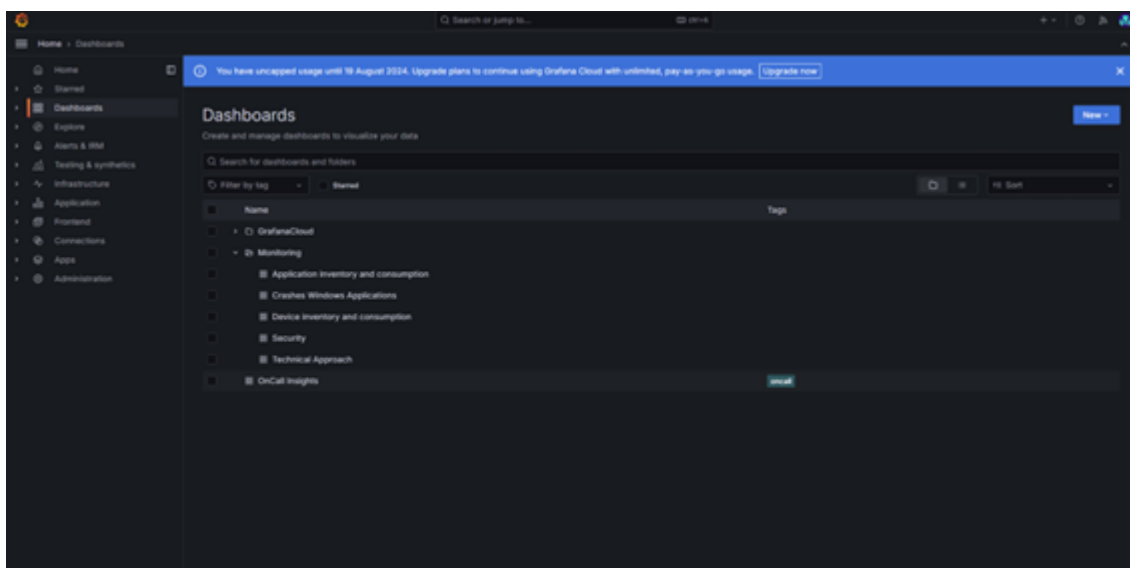 Search or jump to... ctrl+k
Home › Dashboards
Home
Starred
Dashboards
Explore
Alerts & IRM
Testing & synthetics
Infrastructure
Application
Frontend
Connections
Apps
Administration
You have uncapped usage until 19 August 2024. Upgrade plans to continue using Grafana Cloud with unlimited, pay-as-you-go usage. Upgrade now
Dashboards New
Create and manage dashboards to visualize your data
Search for dashboards and folders
Filter by tag Starred Sort
Name Tags
GrafanaCloud
Monitoring
Application inventory and consumption
Crashes Windows Applications
Device inventory and consumption
Security
Technical Approach
OnCall Insights oncall